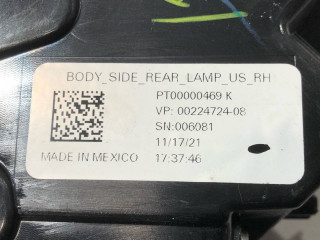 BODY_SIDE_REAR_LAMP_US_RH
PT00000469 K
VP: 00224724-08
SN:006081
11/17/21
MADE IN MEXICO 17:37:46